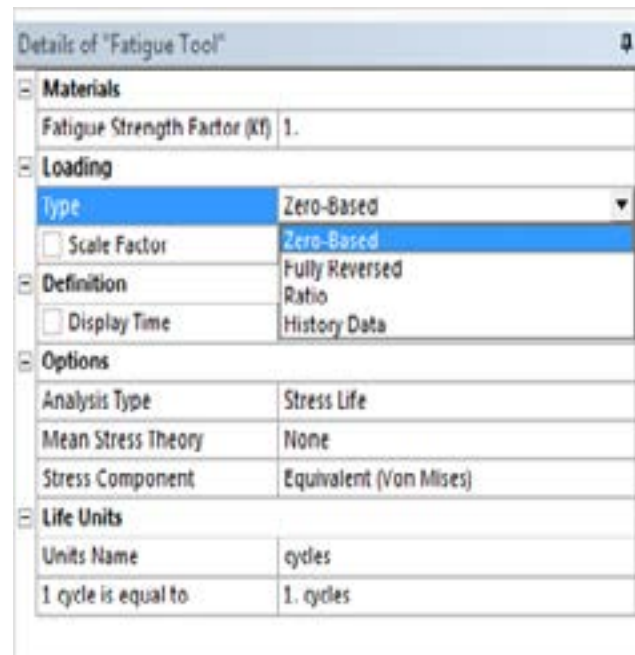 Details of "Fatigue Tool"
Materials
Fatigue Strength Factor (Kf) 1.
Loading
Type Zero-Based
Scale Factor Zero-Based
Fully Reversed
Definition
Ratio
Display Time History Data
Options
Analysis Type Stress Life
Mean Stress Theory None
Stress Component Equivalent (Von Mises)
Life Units
Units Name cycles
1 cycle is equal to 1. cycles